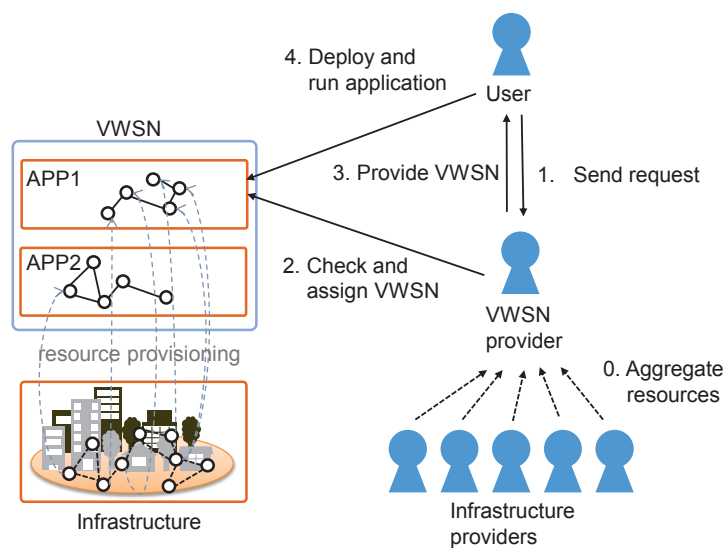 4. Deploy and
run application
User
VWSN
APP1
3. Provide VWSN
1. Send request
APP2
2. Check and
assign VWSN
VWSN
provider
resource provisioning
0. Aggregate
resources
Infrastructure
Infrastructure
providers